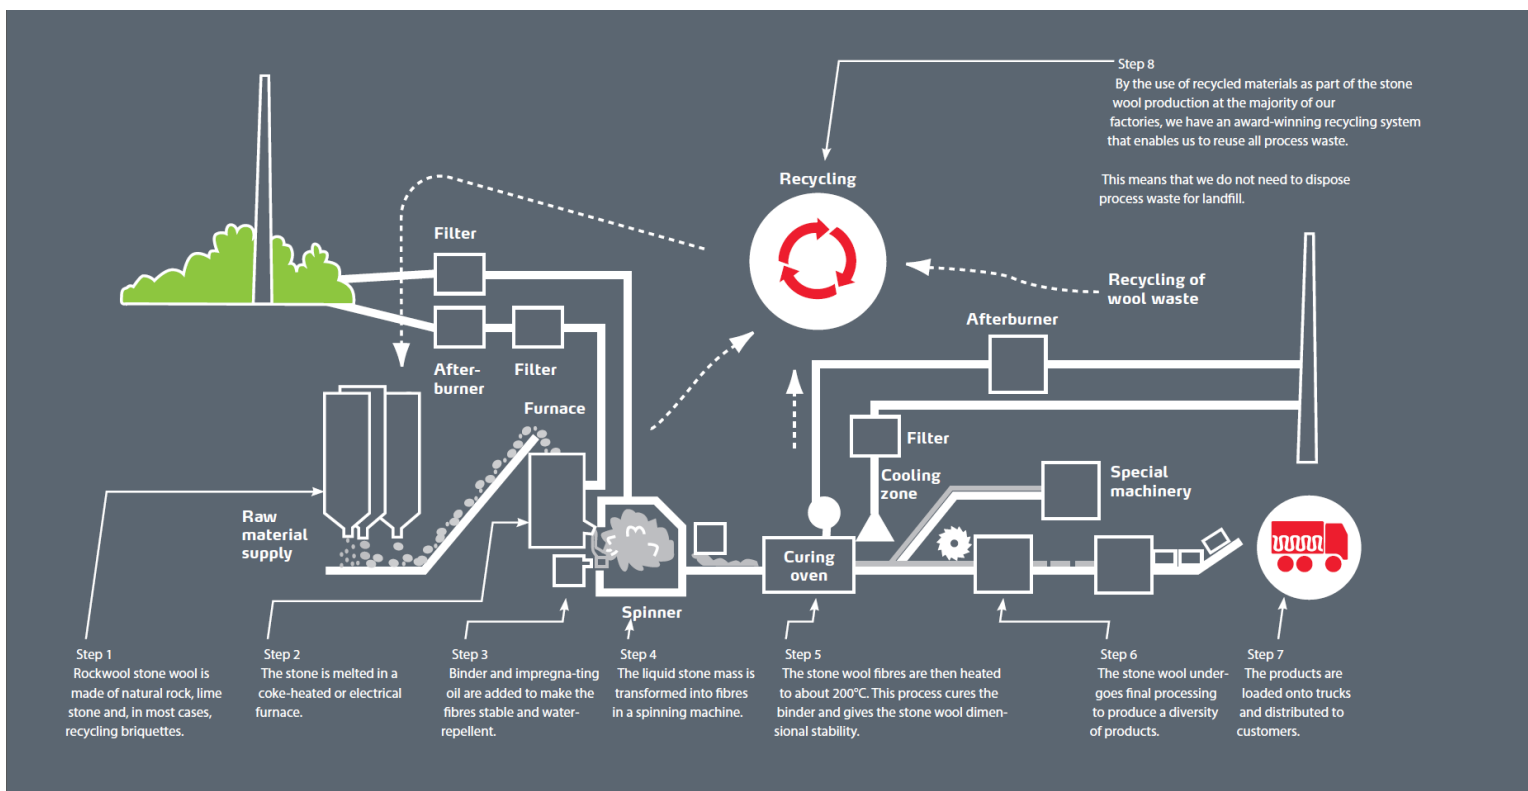 Step 8
By the use of recycled materials as part of the stone
wool production at the majority of our
factories, we have an award-winning recycling system
that enables us to reuse all process waste.
This means that we do not need to dispose
process waste for landfill.
Recycling
Filter
Recycling of
wool waste
Afterburner
After-
burner
Filter
Furnace
Filter
Cooling
zone
Special
machinery
Raw
material
supply
Curing
oven
Spinner
Step 1
Rockwool stone wool is
made of natural rock, lime
stone and, in most cases,
recycling briquettes.
Step 2
The stone is melted in a
coke-heated or electrical
furnace.
Step 3
Binder and impregna-ting
oil are added to make the
fibres stable and water-
repellent.
Step 4
The liquid stone mass is
transformed into fibres
in a spinning machine.
Step 5
The stone wool fibres are then heated
to about 200°C. This process cures the
binder and gives the stone wool dimen-
sional stability.
Step 6
The stone wool under-
goes final processing
to produce a diversity
of products.
Step 7
The products are
loaded onto trucks
and distributed to
customers.